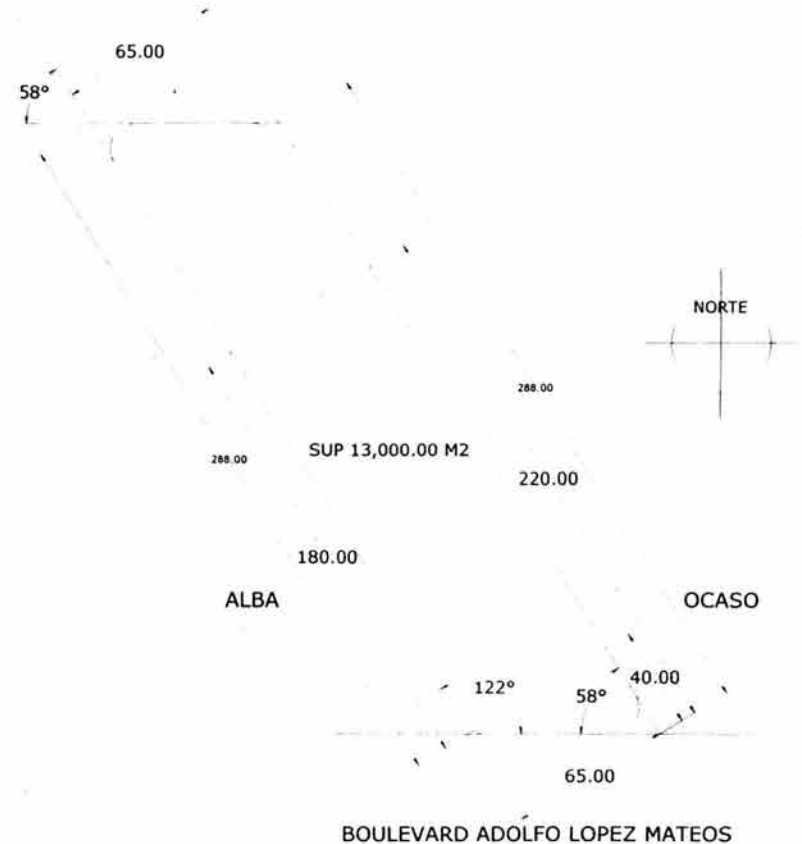 65.00
58°
NORTE
288.00
288.00
SUP 13,000.00 M2
220.00
180.00
ALBA
OCASO
40.00
122°
58°
65.00
BOULEVARD ADOLFO LOPEZ MATEOS